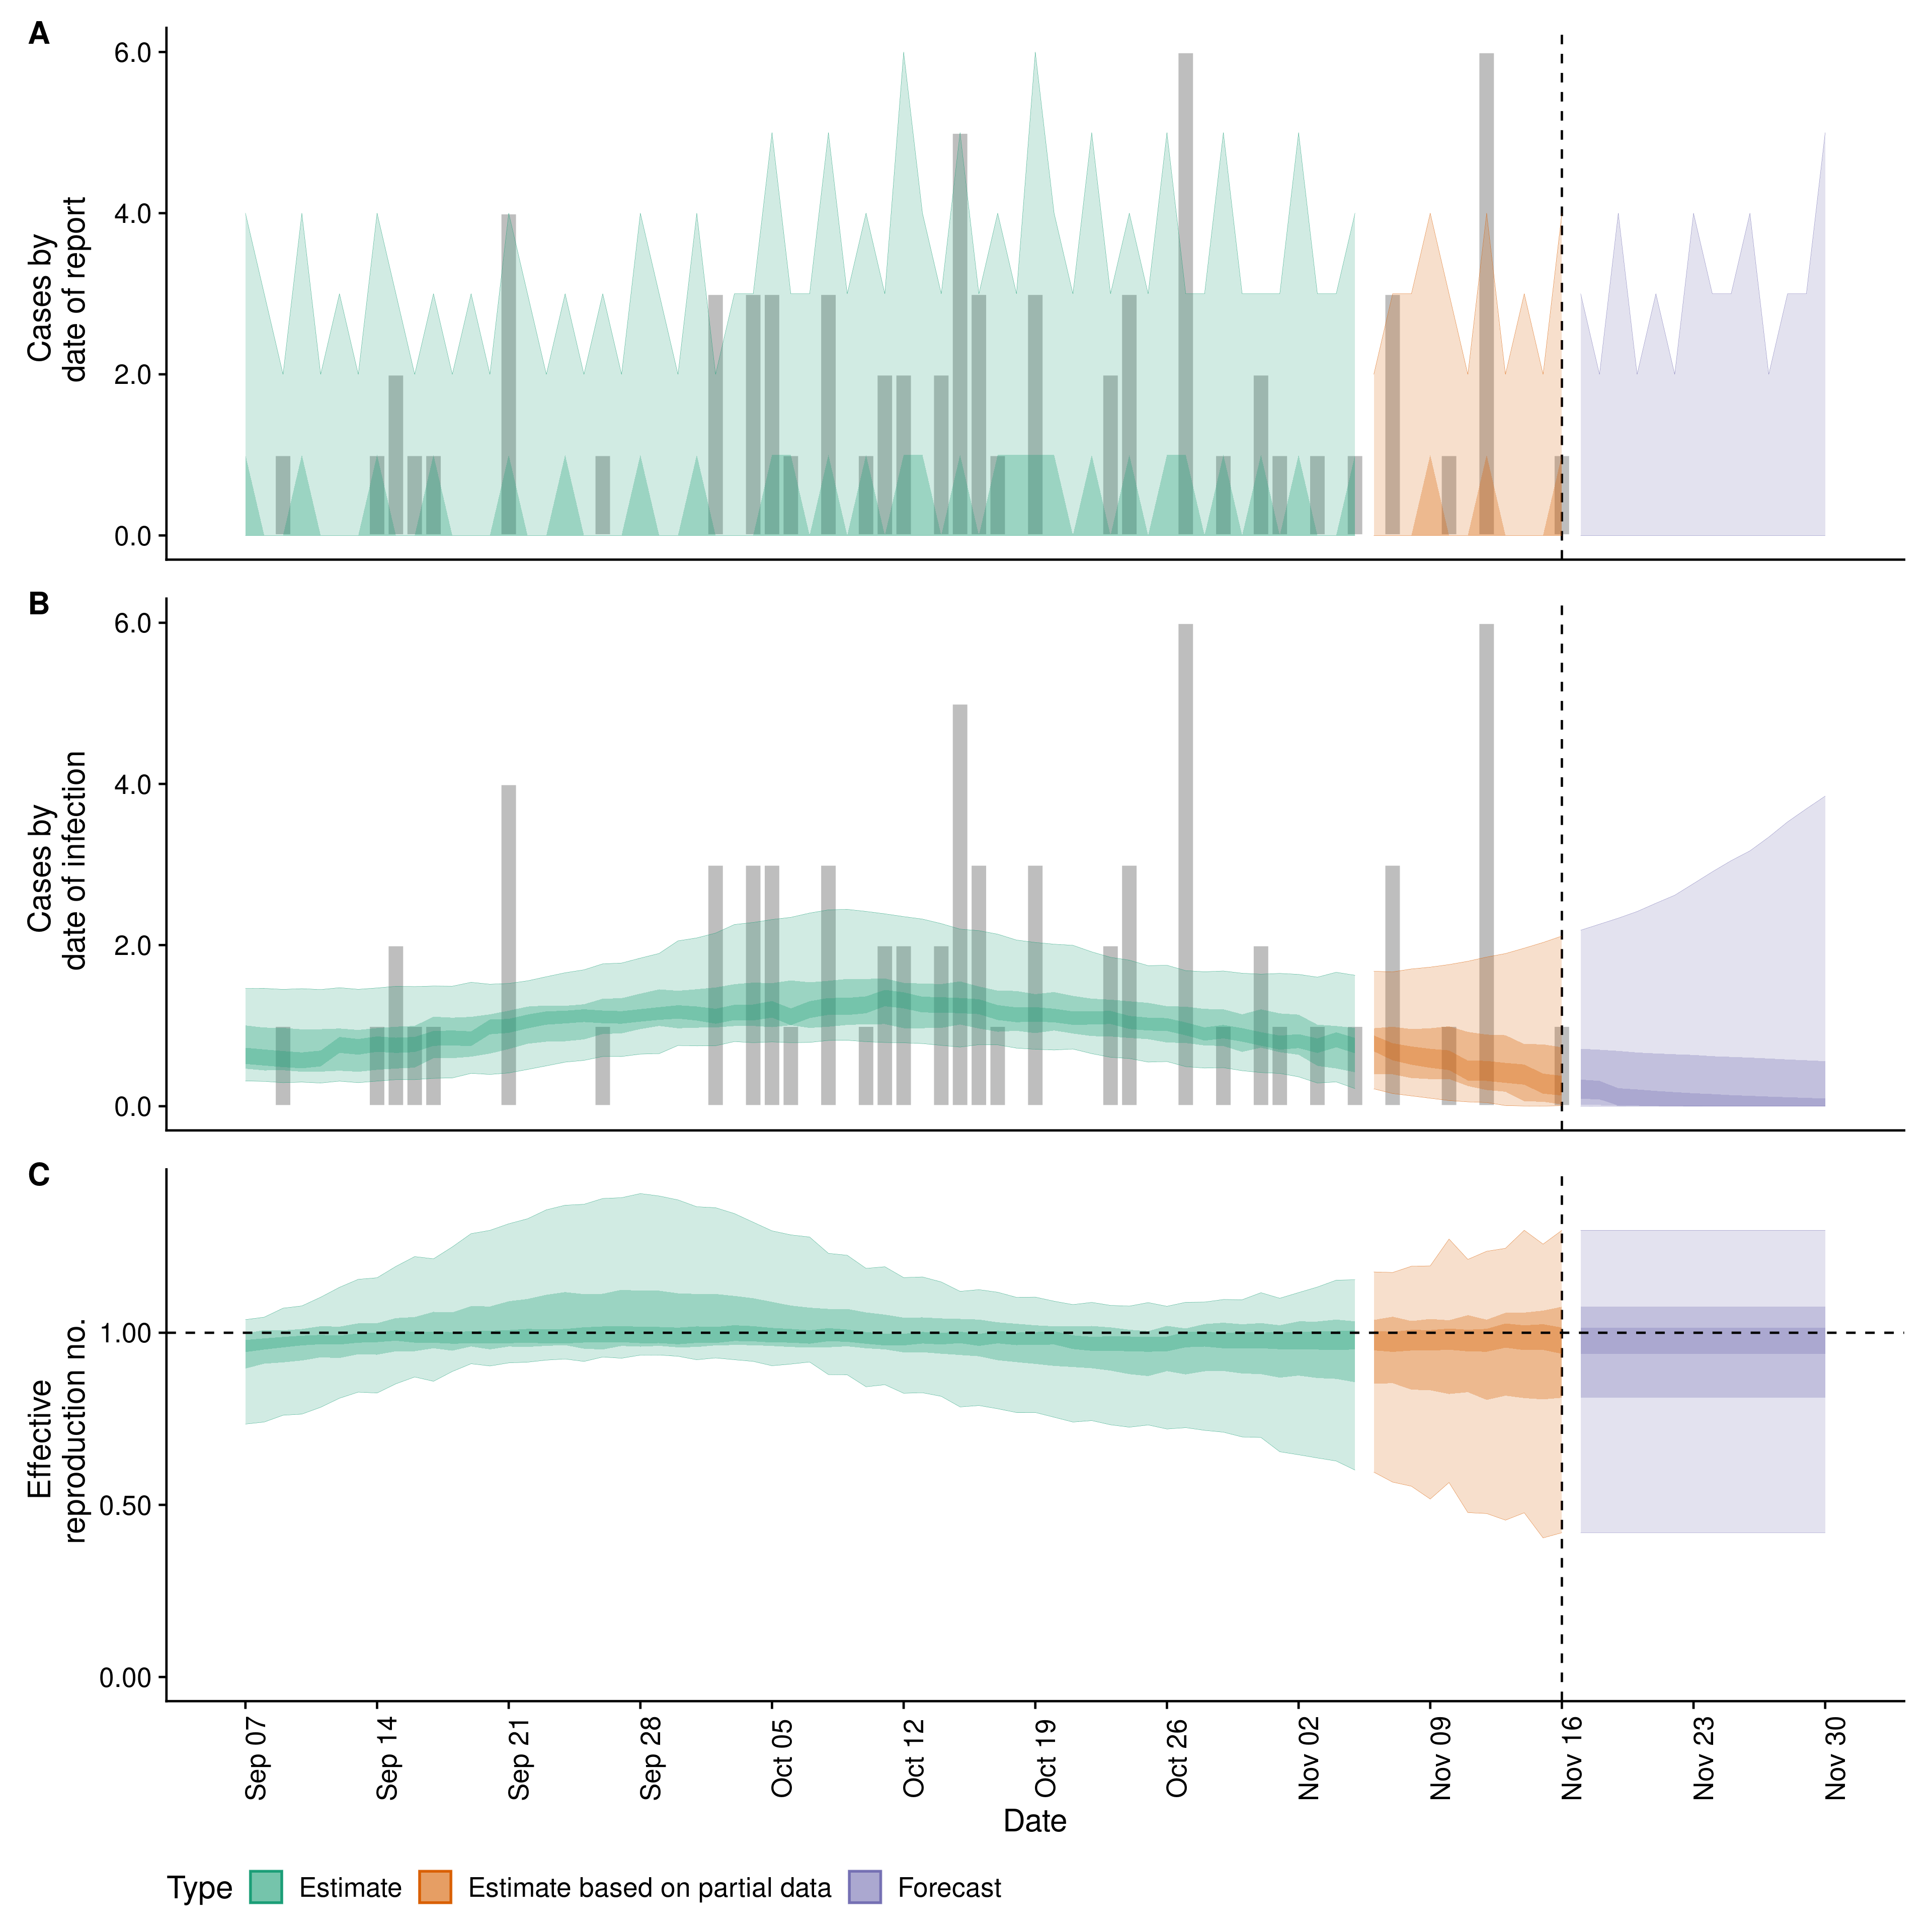 A
Cases by
date of report
6.0
4.0
2.0
0.0
B
Cases by
date of infection
6.0
4.0
2.0
0.0
C
Effective
reproduction no.
1.00
0.50
0.00
Sep 07
Sep 14
Sep 21
Sep 28
Oct 05
Oct 12
Oct 19
Oct 26
Nov 02
Nov 09
Nov 16
Nov 23
Nov 30
Date
Type
Estimate
Estimate based on partial data
Forecast